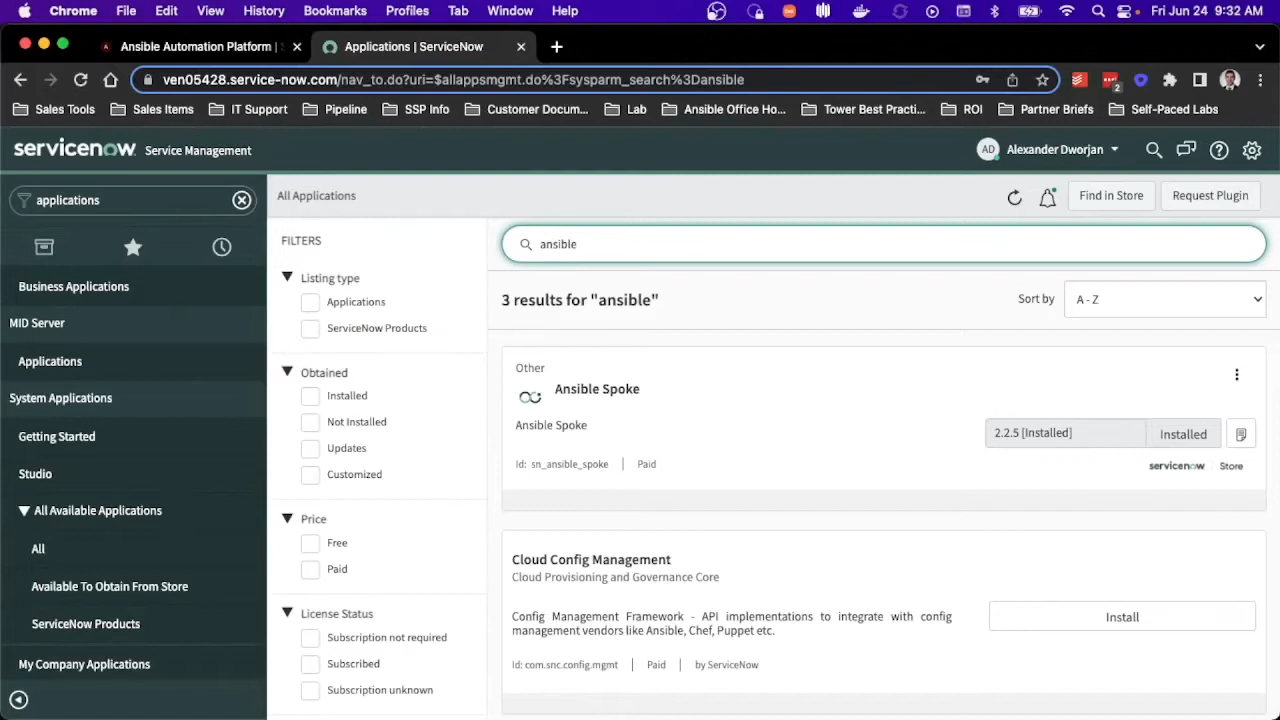 Chrome File Edit View History Bookmarks Profiles Tab Window Help Fri Jun 24 9:32 AM
Ansible Automation Platform | Applications | ServiceNow
ven05428.service-now.com/nav_to.do?uri=$allappsmgmt.do%3Fsysparm_search%3Dansible
2
Sales Tools Sales Items IT Support Pipeline SSP Info Customer Docum... Lab Ansible Office Ho... Tower Best Practi... ROI Partner Briefs Self-Paced Labs
servicenow Service Management AD Alexander Dworjan
applications
Business Applications
MID Server
Applications
System Applications
Getting Started
Studio
All Available Applications
All
Available To Obtain From Store
ServiceNow Products
My Company Applications
All Applications Find in Store Request Plugin
FILTERS
Listing type
Applications
ServiceNow Products
Obtained
Installed
Not Installed
Updates
Customized
Price
Free
Paid
License Status
Subscription not required
Subscribed
Subscription unknown
ansible
3 results for "ansible" Sort by A - Z
Other
Ansible Spoke
Ansible Spoke
2.2.5 [Installed] Installed
Id: sn_ansible_spoke | Paid servicenow Store
Cloud Config Management
Cloud Provisioning and Governance Core
Config Management Framework - API implementations to integrate with config
management vendors like Ansible, Chef, Puppet etc.
Install
Id: com.snc.config.mgmt | Paid | by ServiceNow